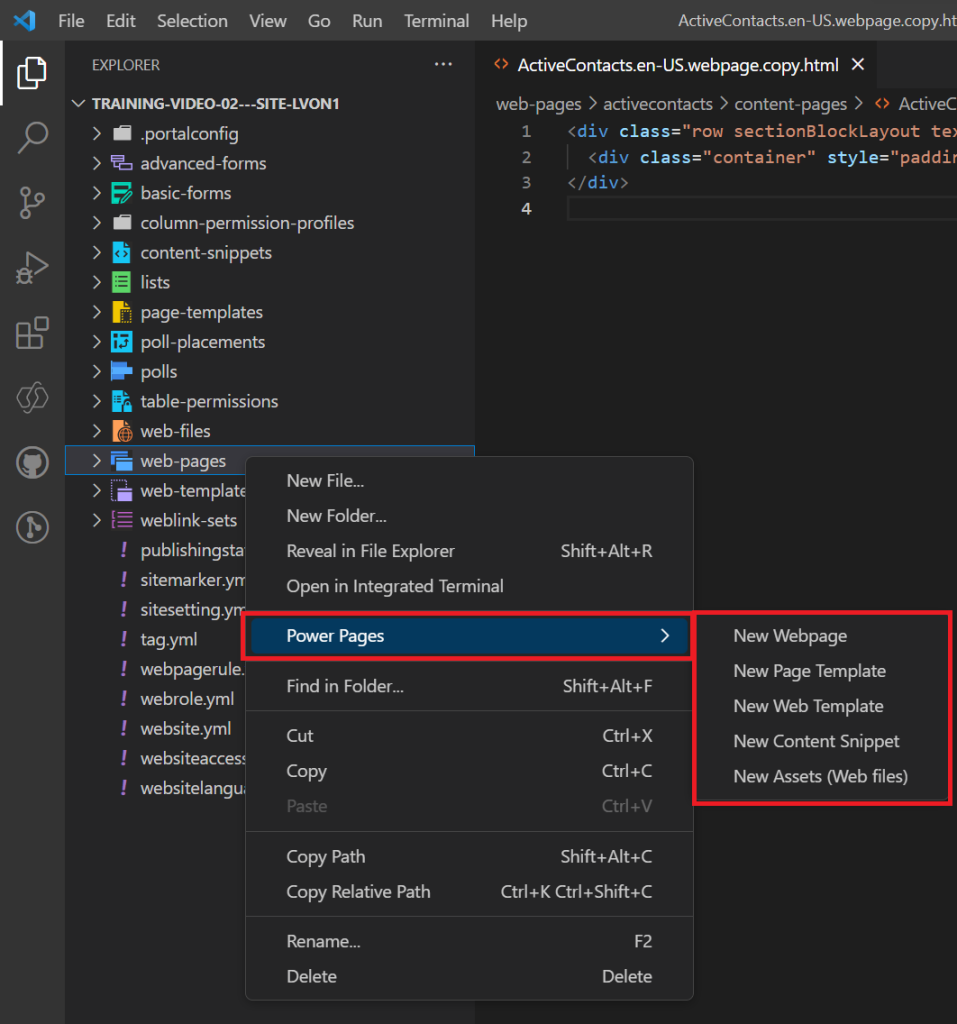 File Edit Selection View Go Run Terminal Help ActiveContacts.en-US.webpage.copy.ht
EXPLORER ...
TRAINING-VIDEO-02---SITE-LVON1
.portalconfig
advanced-forms
basic-forms
column-permission-profiles
content-snippets
lists
page-templates
poll-placements
polls
table-permissions
web-files
web-pages
web-template
weblink-sets
publishingsta
sitemarker.ym
sitesetting.ym
tag.yml
webpagerule.
webrole.yml
website.yml
websiteaccess
websitelangua
ActiveContacts.en-US.webpage.copy.html
web-pages > activecontacts > content-pages > ActiveC
1 <div class="row sectionBlockLayout tex
2 <div class="container" style="paddin
3 </div>
4
New File...
New Folder...
Reveal in File Explorer Shift+Alt+R
Open in Integrated Terminal
Power Pages
Find in Folder... Shift+Alt+F
Cut Ctrl+X
Copy Ctrl+C
Paste Ctrl+V
Copy Path Shift+Alt+C
Copy Relative Path Ctrl+K Ctrl+Shift+C
Rename... F2
Delete Delete
New Webpage
New Page Template
New Web Template
New Content Snippet
New Assets (Web files)